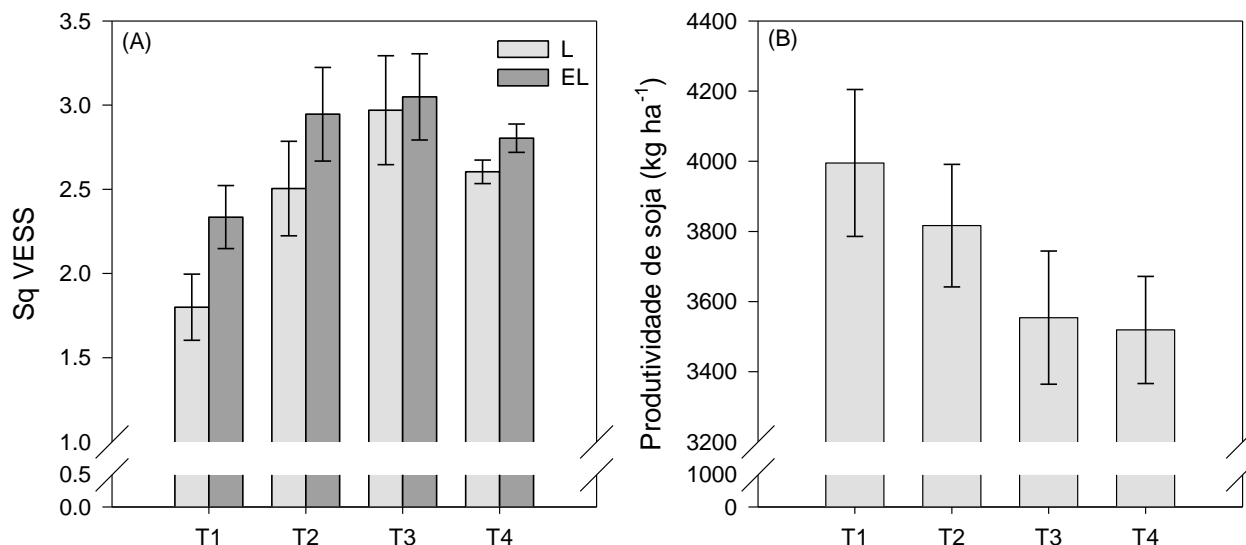 (A)
L
EL
Sq VESS
3.5
3.0
2.5
2.0
1.5
1.0
0.5
0.0
T1 T2 T3 T4
(B)
Produtividade de soja (kg ha⁻¹)
4400
4200
4000
3800
3600
3400
3200
1000
0
T1 T2 T3 T4